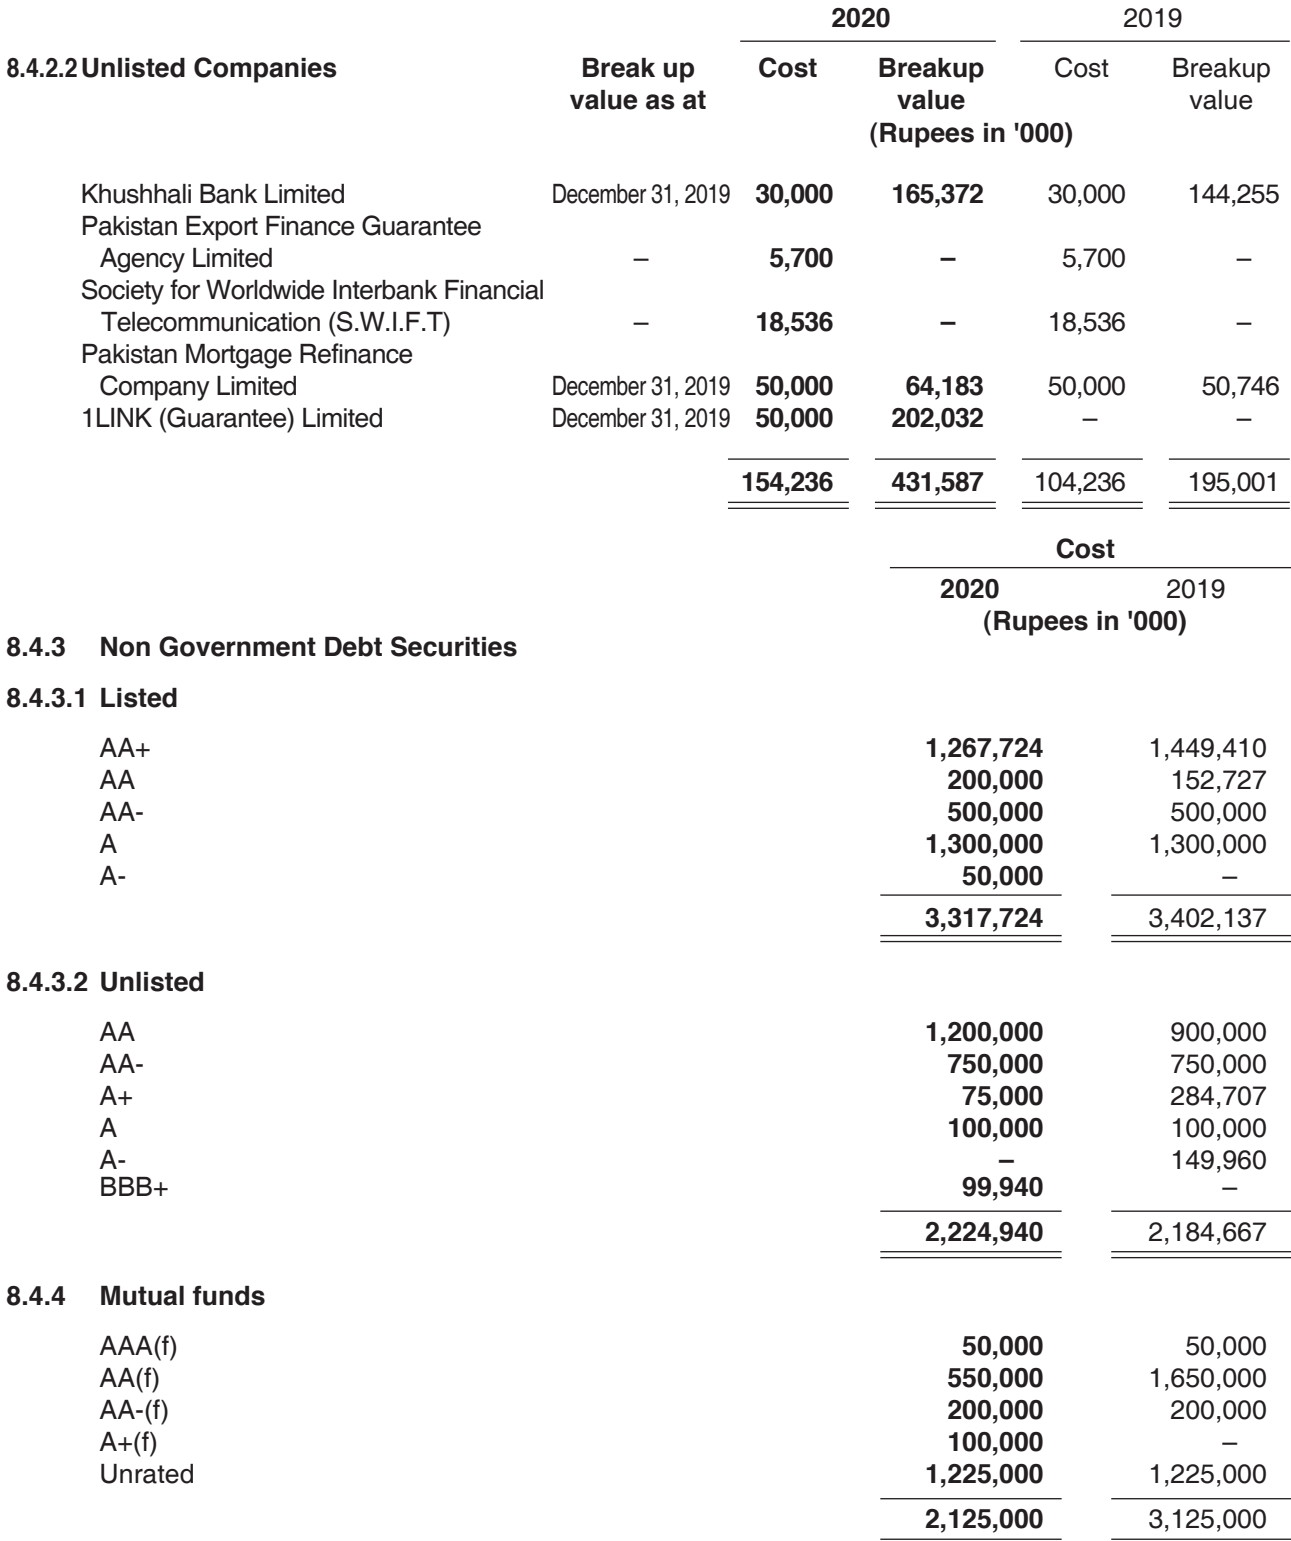 2020 2019
8.4.2.2 Unlisted Companies Break up Cost Breakup Cost Breakup
value as at value value
(Rupees in '000)
Khushhali Bank Limited December 31, 2019 30,000 165,372 30,000 144,255
Pakistan Export Finance Guarantee
Agency Limited – 5,700 – 5,700 –
Society for Worldwide Interbank Financial
Telecommunication (S.W.I.F.T) – 18,536 – 18,536 –
Pakistan Mortgage Refinance
Company Limited December 31, 2019 50,000 64,183 50,000 50,746
1LINK (Guarantee) Limited December 31, 2019 50,000 202,032 – –
154,236 431,587 104,236 195,001
Cost
2020 2019
(Rupees in '000)
8.4.3 Non Government Debt Securities
8.4.3.1 Listed
AA+ 1,267,724 1,449,410
AA 200,000 152,727
AA- 500,000 500,000
A 1,300,000 1,300,000
A- 50,000 –
3,317,724 3,402,137
8.4.3.2 Unlisted
AA 1,200,000 900,000
AA- 750,000 750,000
A+ 75,000 284,707
A 100,000 100,000
A- – 149,960
BBB+ 99,940 –
2,224,940 2,184,667
8.4.4 Mutual funds
AAA(f) 50,000 50,000
AA(f) 550,000 1,650,000
AA-(f) 200,000 200,000
A+(f) 100,000 –
Unrated 1,225,000 1,225,000
2,125,000 3,125,000